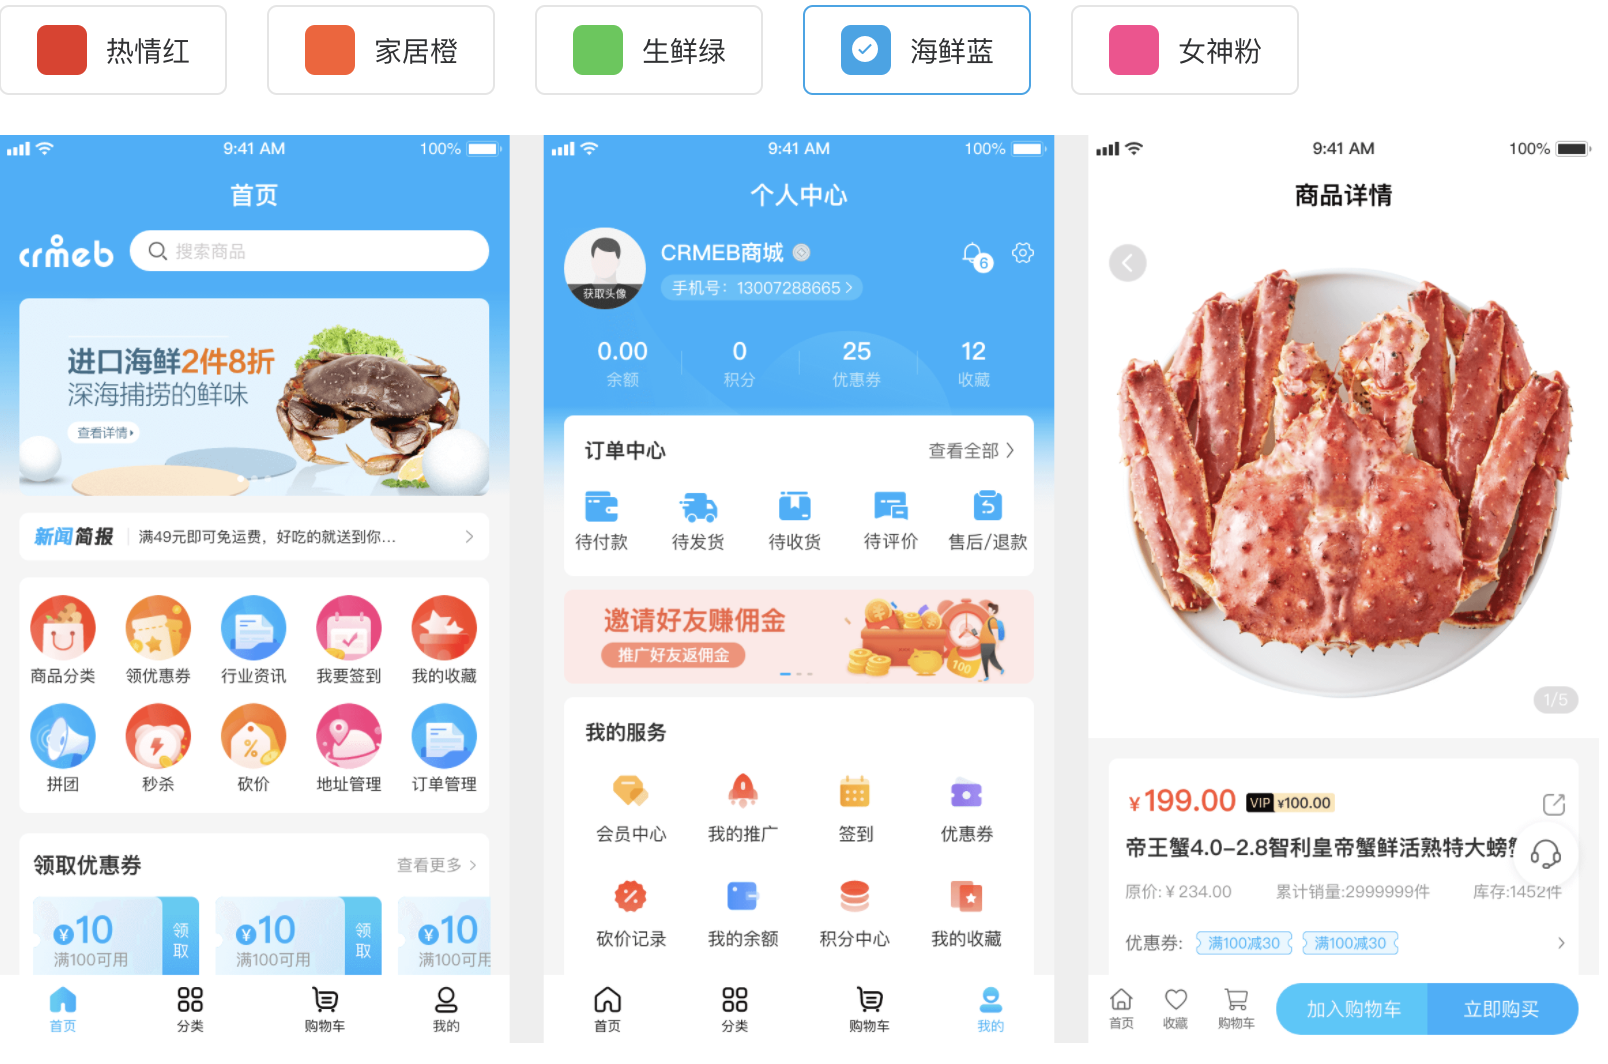 热情红
家居橙
生鲜绿
海鲜蓝
女神粉
9:41 AM
100%
首页
crmeb
搜索商品
进口海鲜2件8折
深海捕捞的鲜味
查看详情
新闻简报
满49元即可免运费，好吃的就送到你...
商品分类
领优惠券
行业资讯
我要签到
我的收藏
拼团
秒杀
砍价
地址管理
订单管理
领取优惠券
查看更多
¥10
满100可用
领取
¥10
满100可用
领取
¥10
满100可用
首页
分类
购物车
我的
9:41 AM
100%
个人中心
获取头像
CRMEB商城
手机号：13007288665
6
0.00
余额
0
积分
25
优惠券
12
收藏
订单中心
查看全部
待付款
待发货
待收货
待评价
售后/退款
邀请好友赚佣金
推广好友返佣金
100
我的服务
会员中心
我的推广
签到
优惠券
砍价记录
我的余额
积分中心
我的收藏
首页
分类
购物车
我的
9:41 AM
100%
商品详情
1/5
¥199.00
VIP ¥100.00
帝王蟹4.0-2.8智利皇帝蟹鲜活熟特大螃蟹
原价:¥234.00
累计销量:2999999件
库存:1452件
优惠券:
满100减30
满100减30
首页
收藏
购物车
加入购物车
立即购买